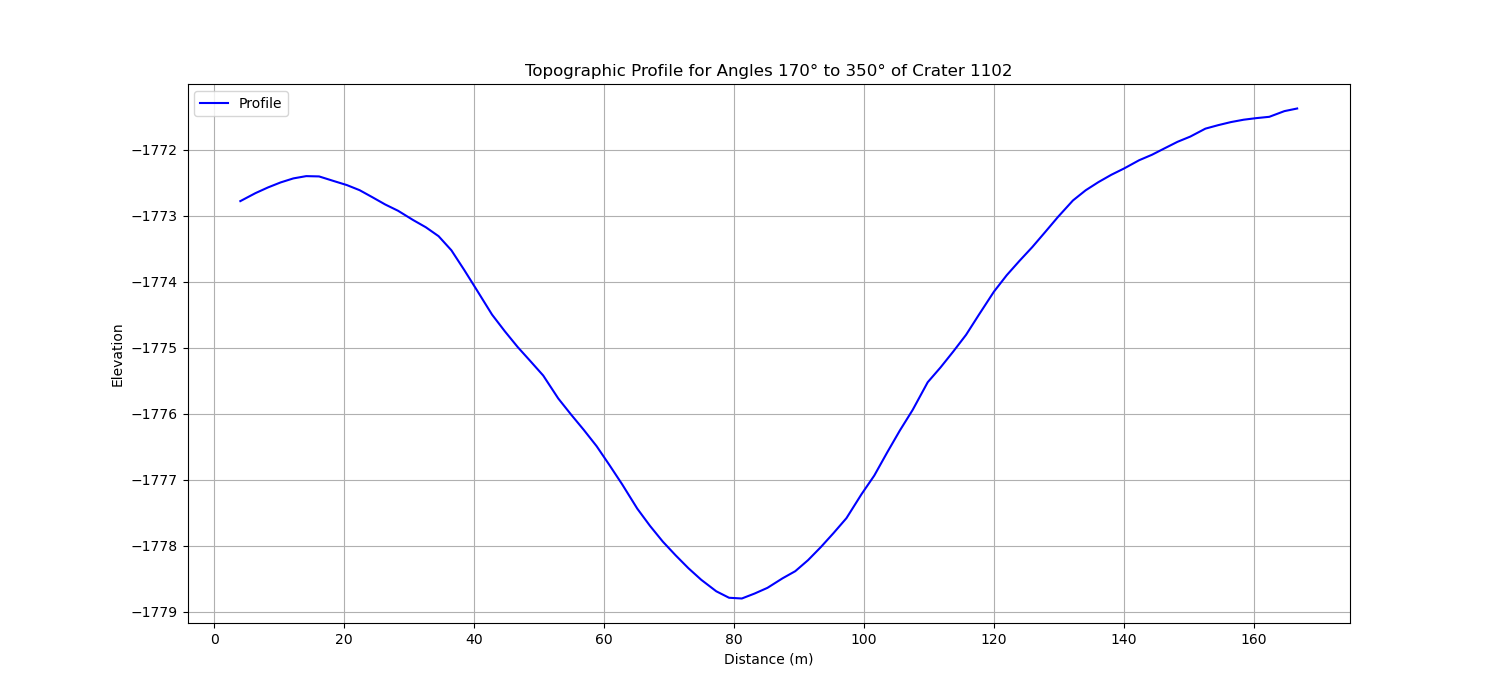 Topographic Profile for Angles 170° to 350° of Crater 1102
Profile
Elevation
−1772
−1773
−1774
−1775
−1776
−1777
−1778
−1779
0 20 40 60 80 100 120 140 160
Distance (m)